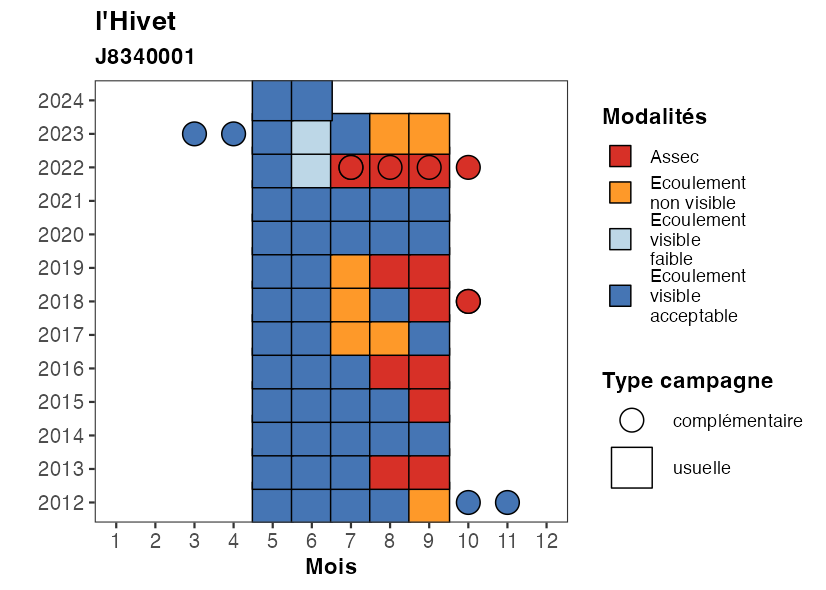 l'Hivet
J8340001
2024
2023
2022
2021
2020
2019
2018
2017
2016
2015
2014
2013
2012
1 2 3 4 5 6 7 8 9 10 11 12
Mois
Modalités
Assec
Ecoulement
non visible
Ecoulement
visible
faible
Ecoulement
visible
acceptable
Type campagne
complémentaire
usuelle